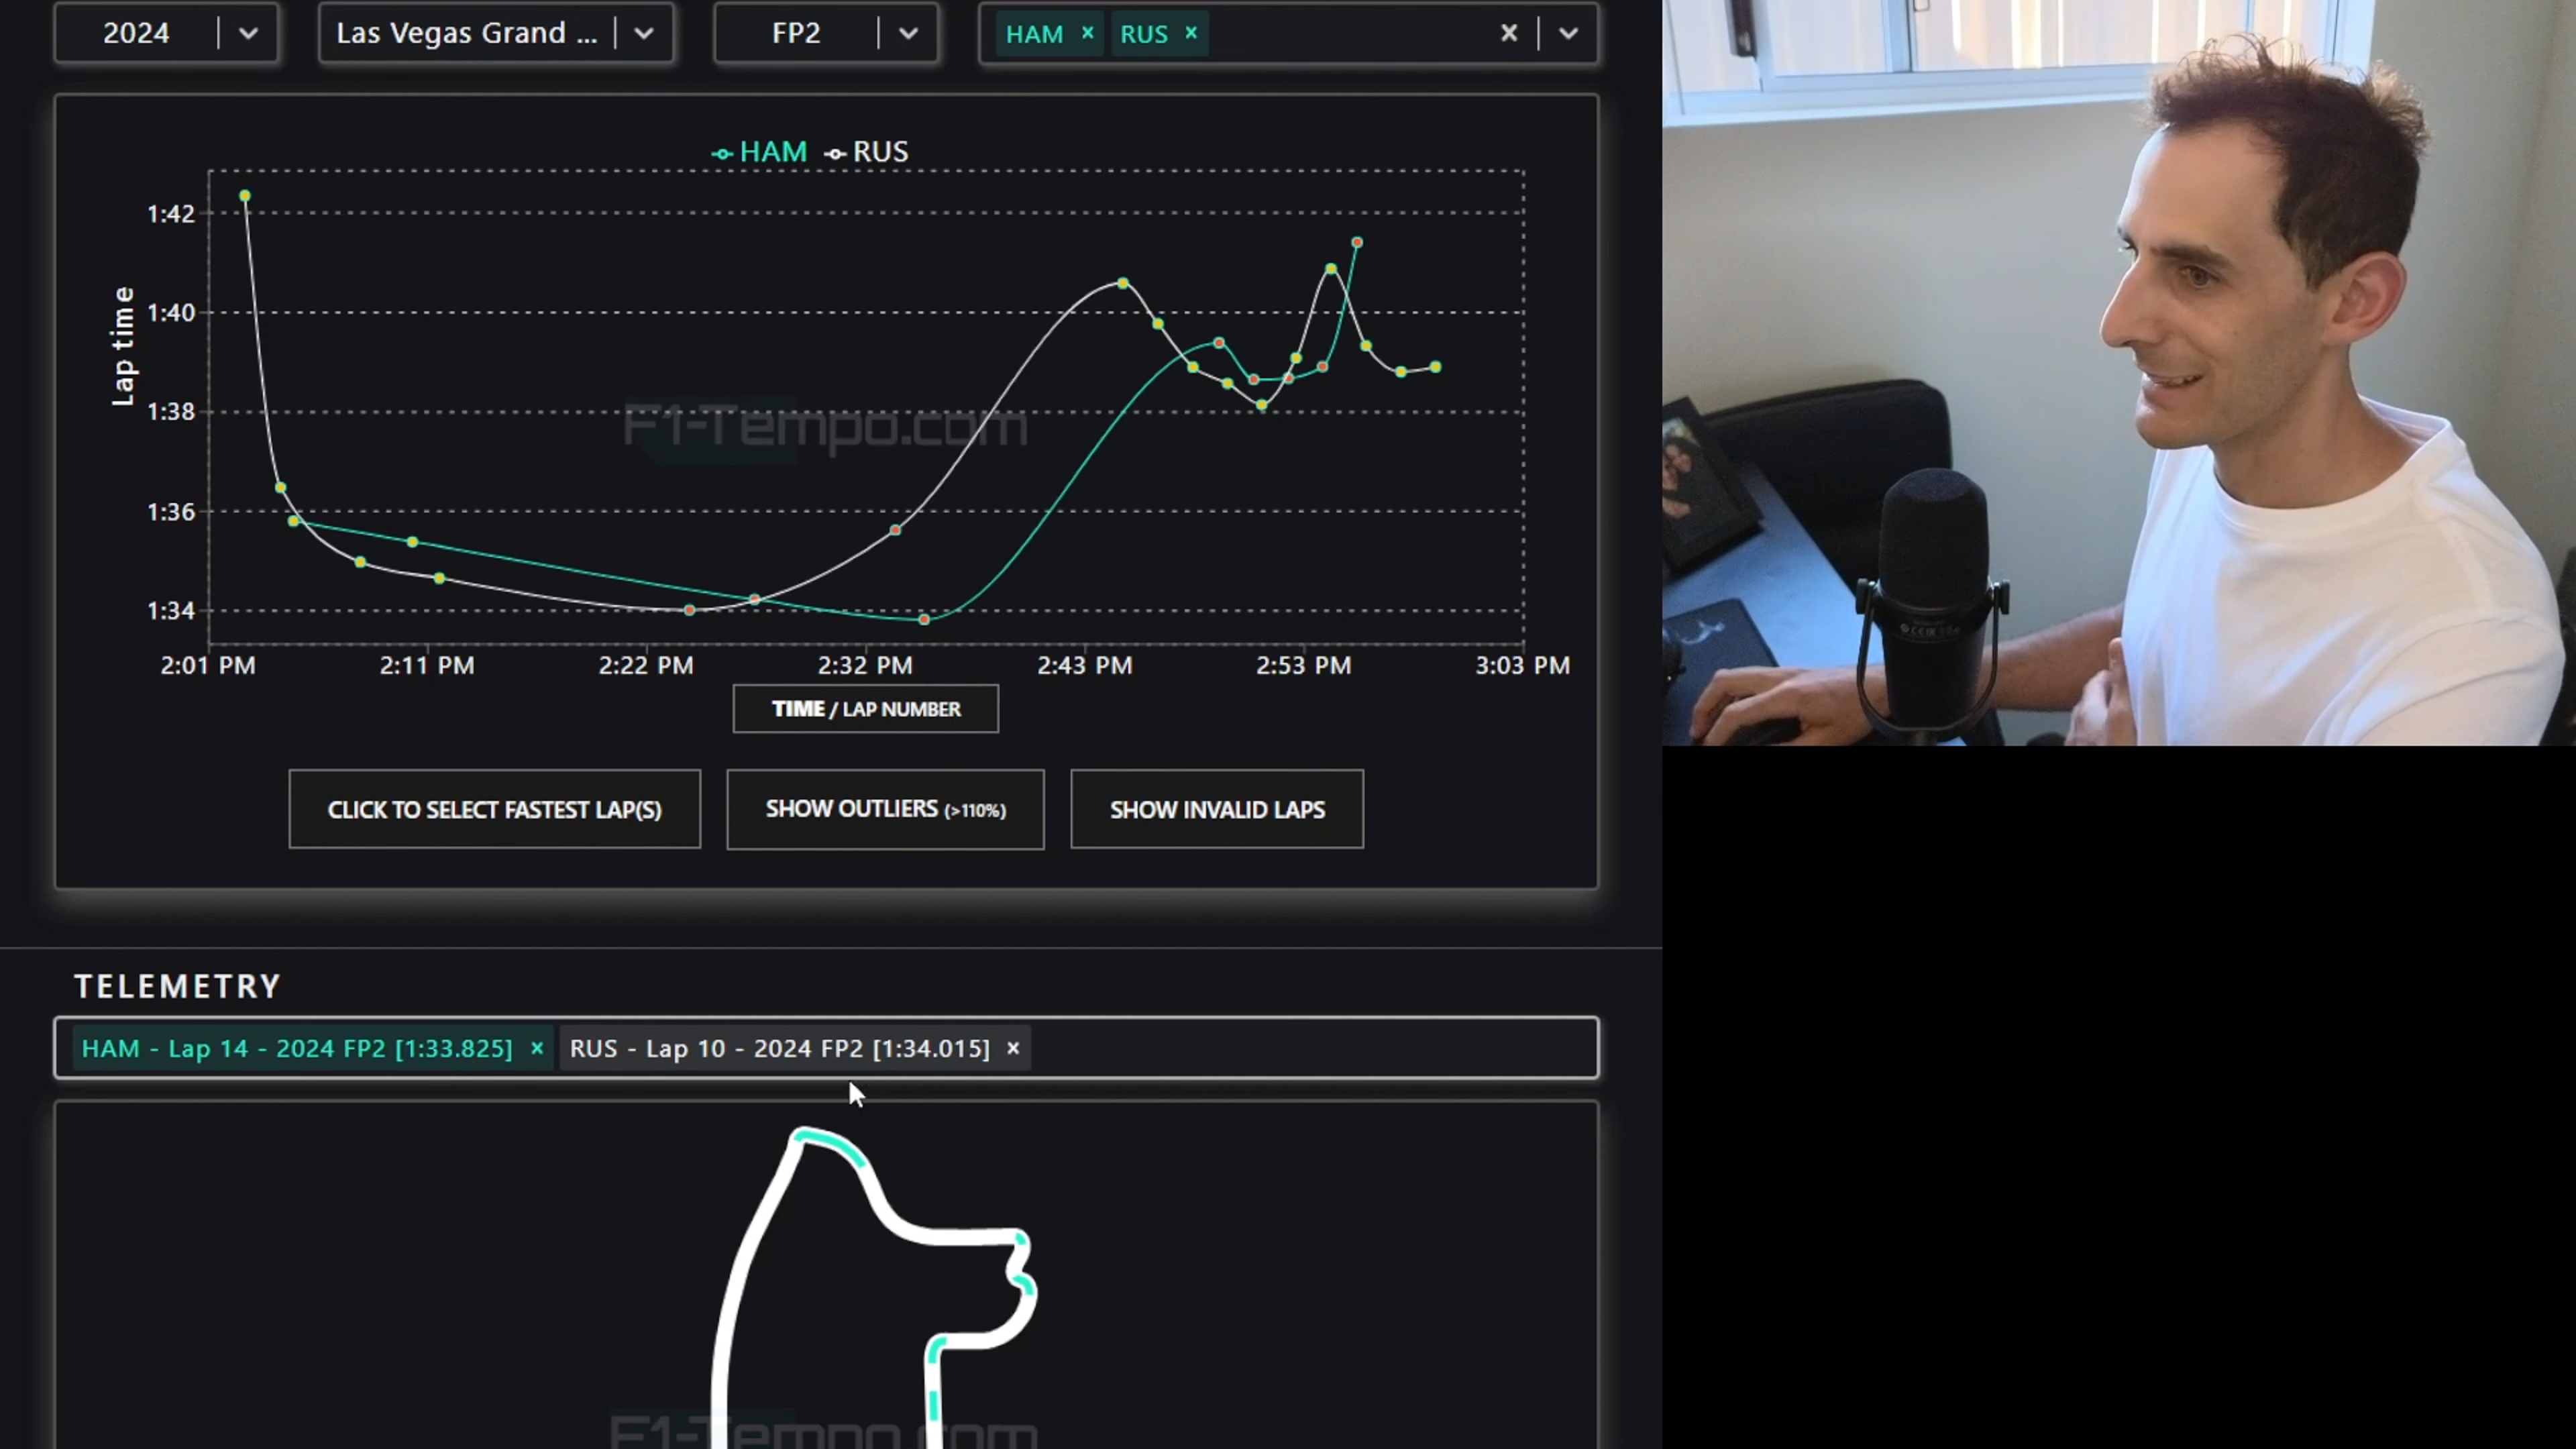 2024
Las Vegas Grand ...
FP2
HAM ×
RUS ×
HAM RUS
Lap time
1:42
1:40
1:38
1:36
1:34
F1-Tempo.com
2:01 PM 2:11 PM 2:22 PM 2:32 PM 2:43 PM 2:53 PM 3:03 PM
TIME / LAP NUMBER
CLICK TO SELECT FASTEST LAP(S)
SHOW OUTLIERS (>110%)
SHOW INVALID LAPS
TELEMETRY
HAM - Lap 14 - 2024 FP2 [1:33.825] ×
RUS - Lap 10 - 2024 FP2 [1:34.015] ×
F1-Tempo.com